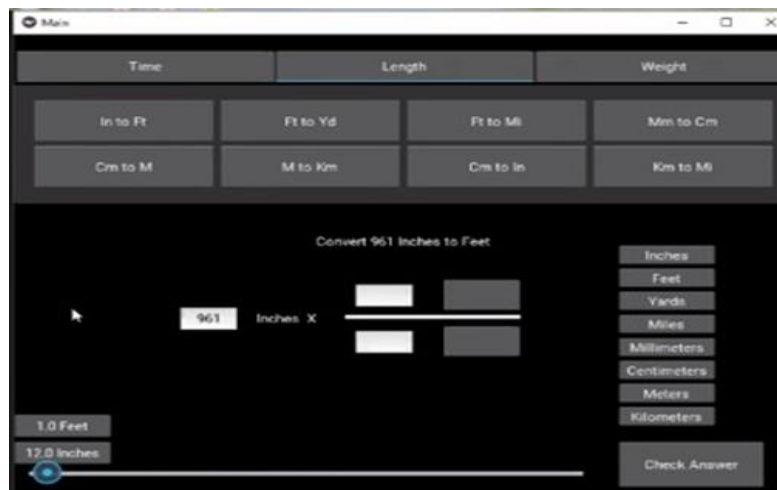 Main
Time Length Weight
In to Ft Ft to Yd Ft to Mi Mm to Cm
Cm to M M to Km Cm to In Km to Mi
Convert 961 Inches to Feet
Inches
Feet
Yards
961 Inches X
Miles
Millimeters
Centimeters
Meters
Kilometers
1.0 Feet
12.0 Inches
Check Answer